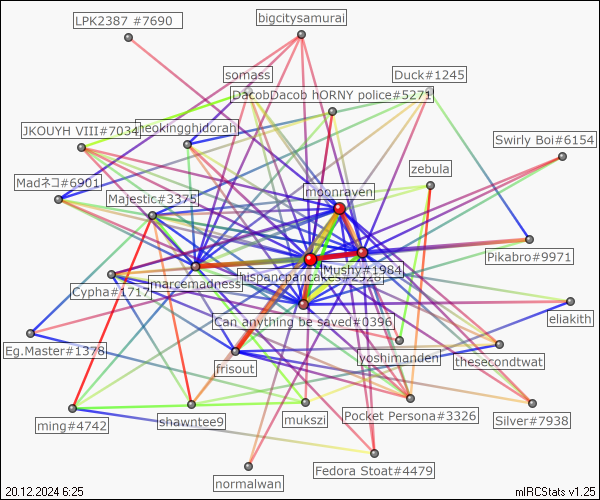 LPK2387 #7690
bigcitysamurai
somass
Duck#1245
DacobDacob hORNY police#5271
JKOUYH VIII#7034
heokingghidorah
Swirly Boi#6154
zebula
Madネコ#6901
Majestic#3375
moonraven
Pikabro#9971
Mushy#1984
marcemadness
Cypha#1717
Can anything be saved#0396
eliakith
Eg.Master#1378
yoshimanden
thesecondtwat
frisout
mukszi
Pocket Persona#3326
Silver#7938
ming#4742
shawntee9
Fedora Stoat#4479
normalwan
20.12.2024 6:25
mIRCStats v1.25